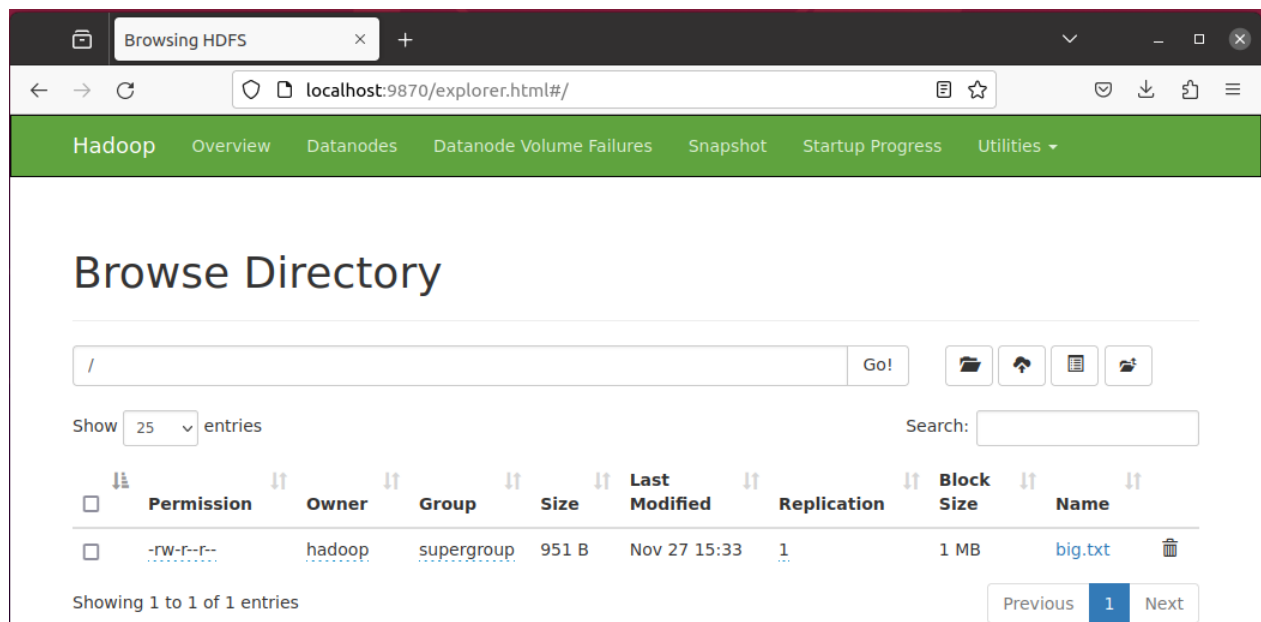 Browsing HDFS
localhost:9870/explorer.html#/
Hadoop Overview Datanodes Datanode Volume Failures Snapshot Startup Progress Utilities
Browse Directory
/ Go!
Show 25 entries Search:
Permission Owner Group Size Last Modified Replication Block Size Name
-rw-r--r-- hadoop supergroup 951 B Nov 27 15:33 1 1 MB big.txt
Showing 1 to 1 of 1 entries Previous 1 Next